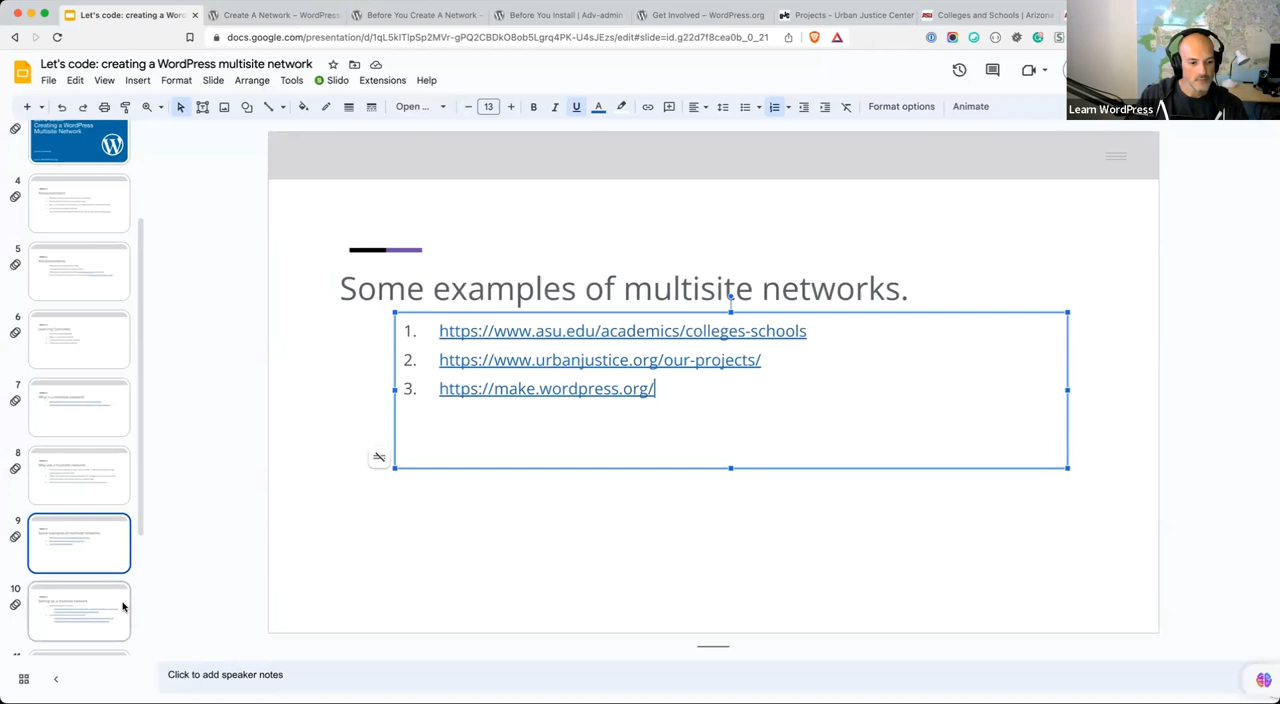 Let's code: creating a Wor
Create A Network – WordPress
Before You Create A Network –
Before You Install | Adv-admin
Get Involved – WordPress.org
Projects - Urban Justice Center
Colleges and Schools | Arizona
docs.google.com/presentation/d/1qL5kITlpSp2MVr-gPQ2CBDkO8ob5Lgrq4PK-U4sJEzs/edit#slide=id.g22d7f8cea0b_0_21
Let's code: creating a WordPress multisite network
File Edit View Insert Format Slide Arrange Tools Slido Extensions Help
Open ... 13 Format options Animate
Learn WordPress
Creating a WordPress
Multisite Network
4
5
6
7
8
9
10
Some examples of multisite networks.
1. https://www.asu.edu/academics/colleges-schools
2. https://www.urbanjustice.org/our-projects/
3. https://make.wordpress.org/
Click to add speaker notes